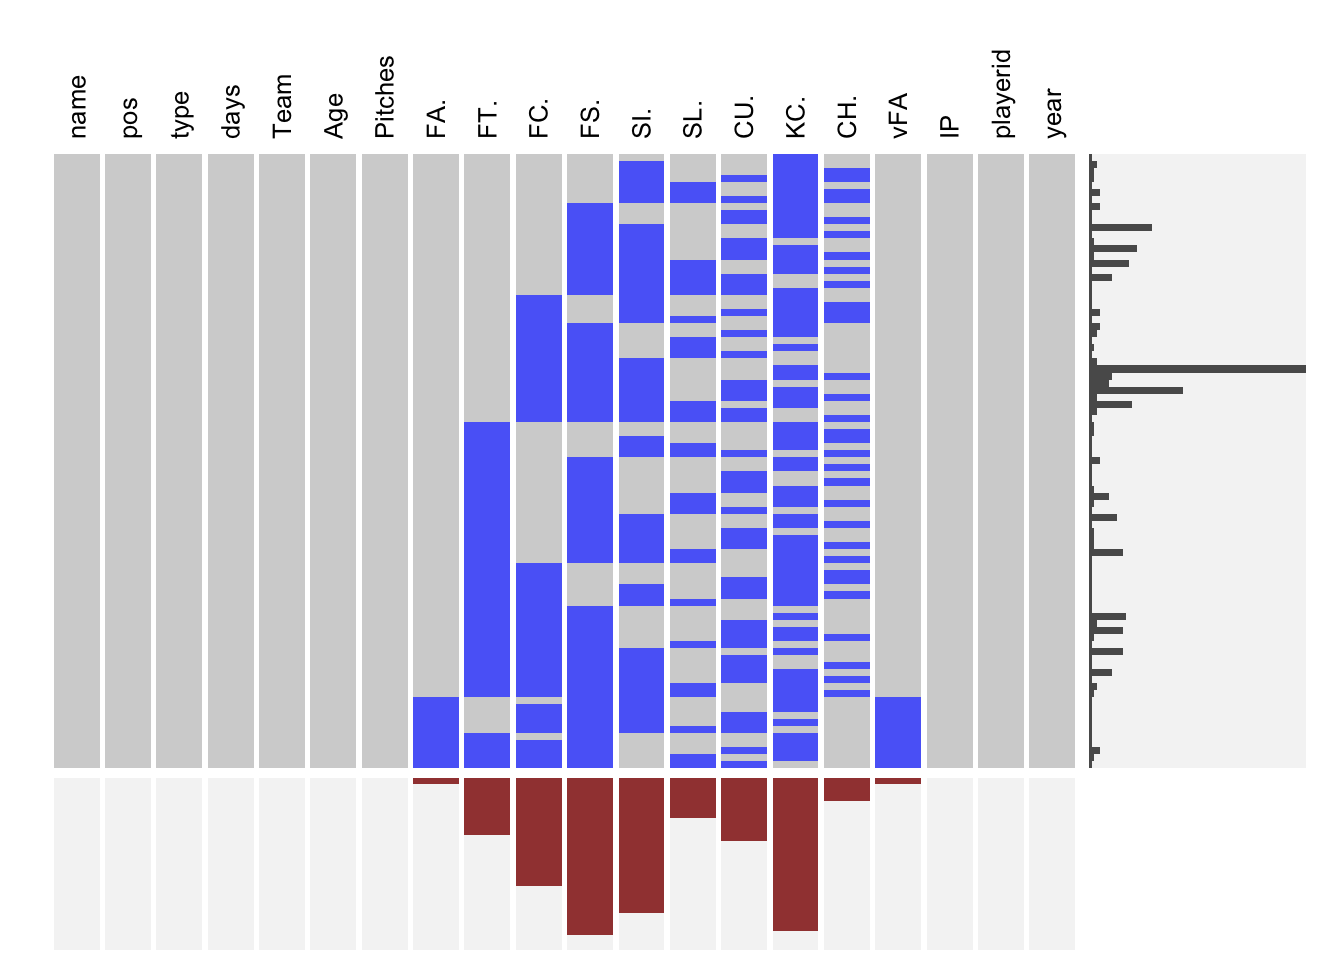 name
pos
type
days
Team
Age
Pitches
FA.
FT.
FC.
FS.
SI.
SL.
CU.
KC.
CH.
vFA
IP
playerid
year